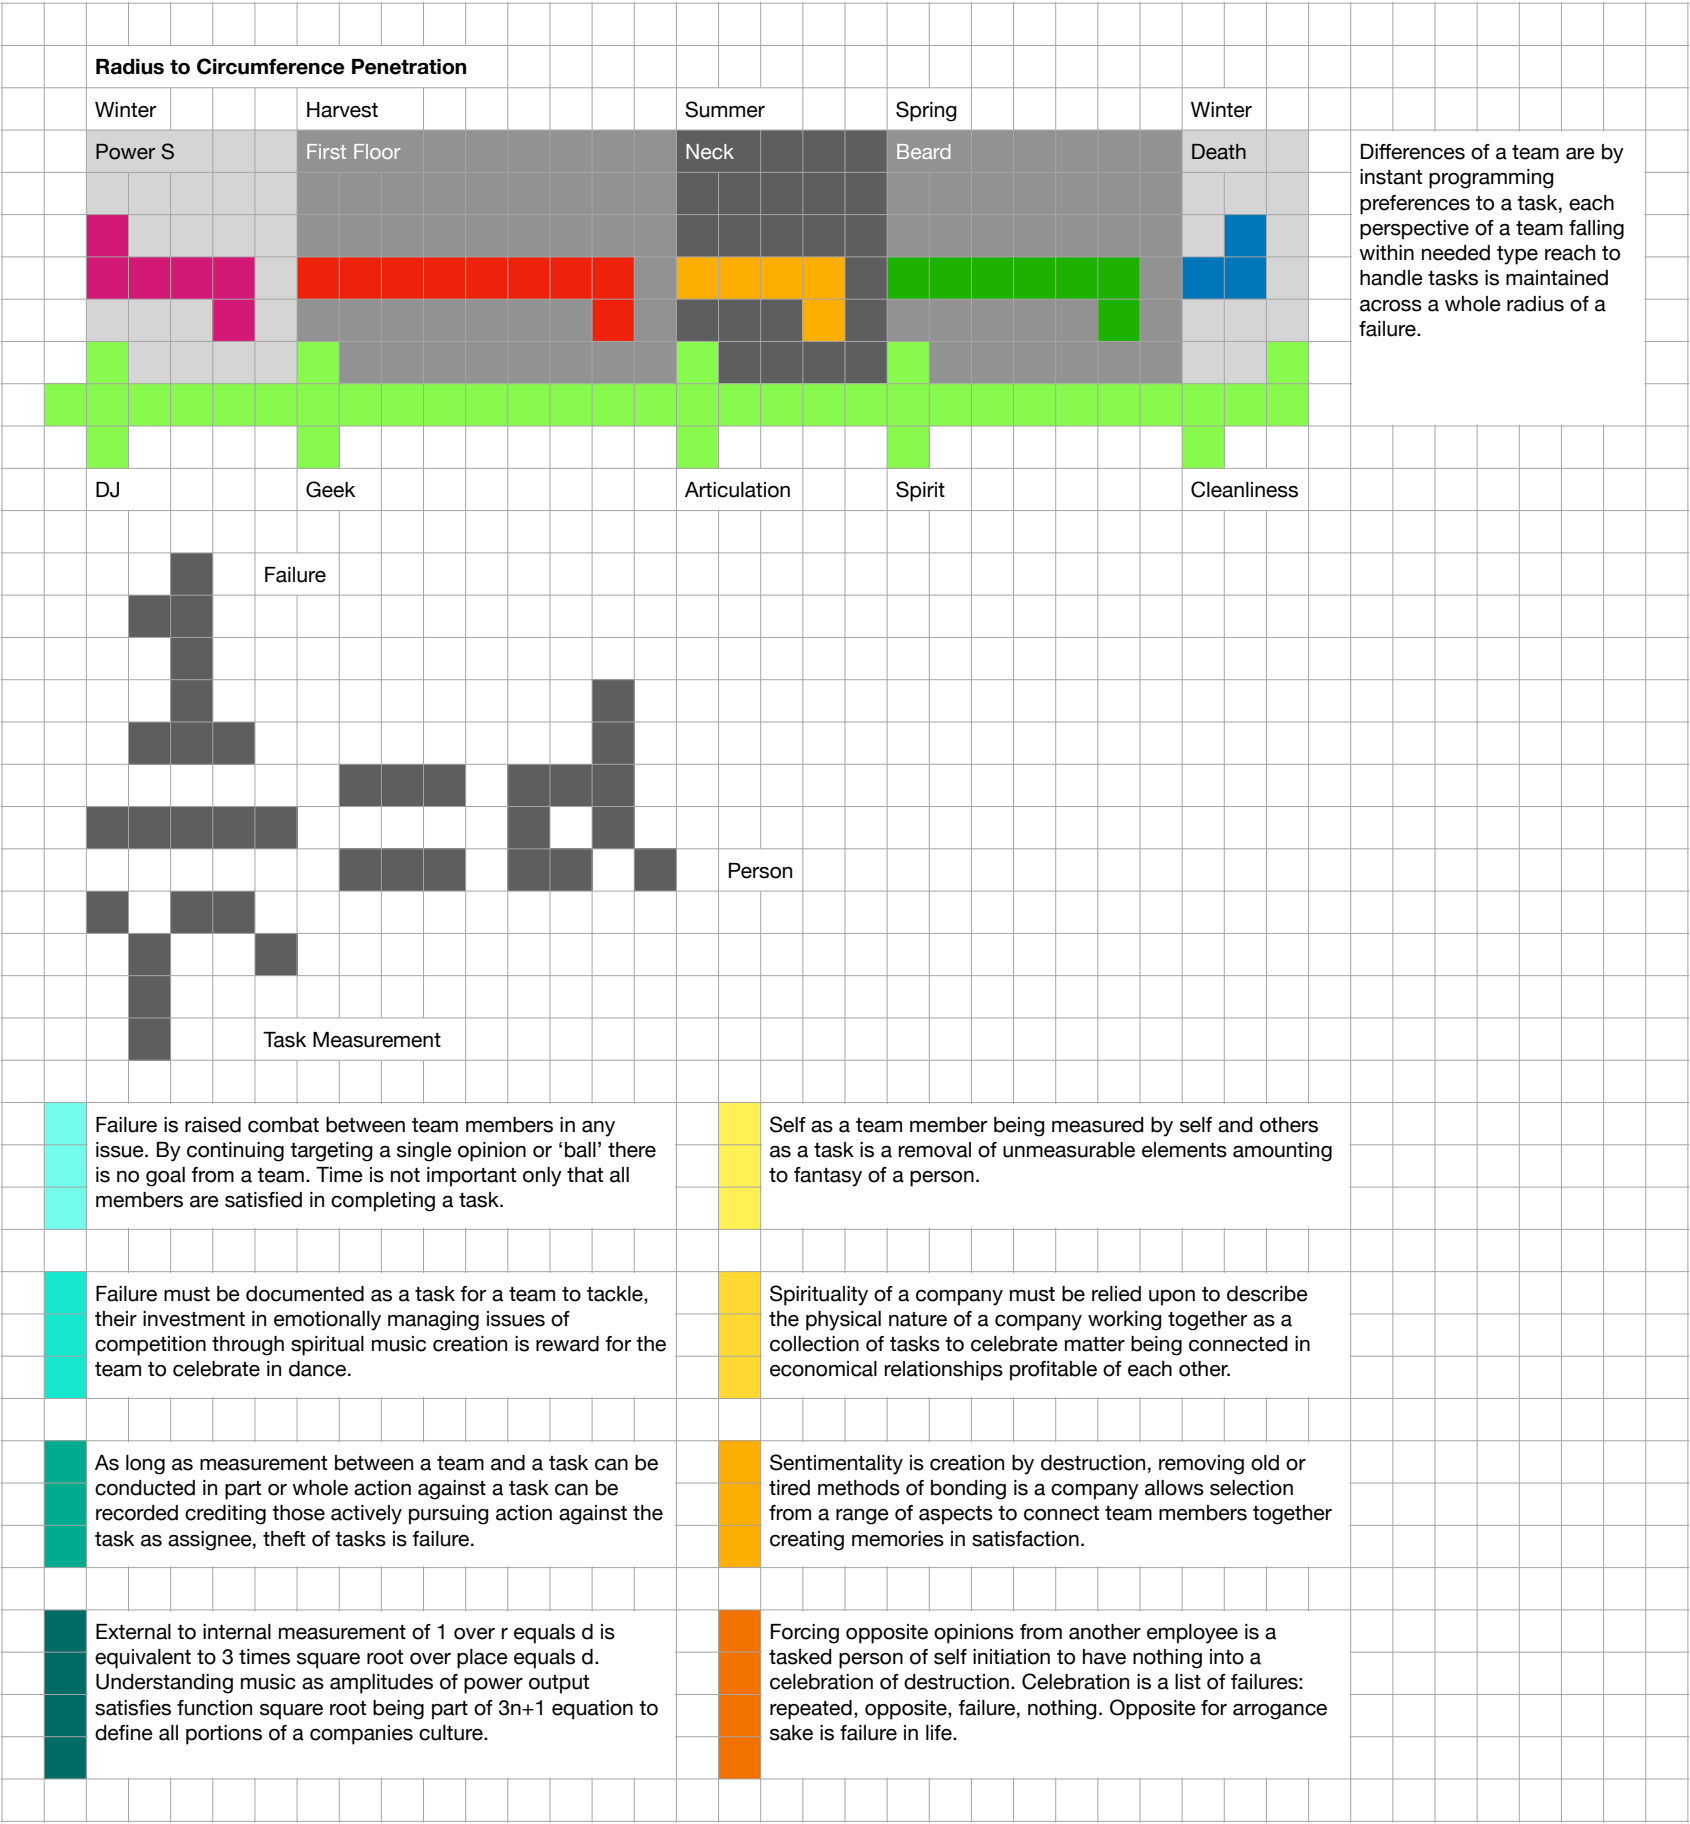 Radius to Circumference Penetration
Winter
Harvest
Summer
Spring
Winter
Power S
First Floor
Neck
Beard
Death
Differences of a team are by
instant programming
preferences to a task, each
perspective of a team falling
within needed type reach to
handle tasks is maintained
across a whole radius of a
failure.
DJ
Geek
Articulation
Spirit
Cleanliness
Failure
1
= d
Person
r
Task Measurement
Failure is raised combat between team members in any
issue. By continuing targeting a single opinion or ‘ball’ there
is no goal from a team. Time is not important only that all
members are satisfied in completing a task.
Self as a team member being measured by self and others
as a task is a removal of unmeasurable elements amounting
to fantasy of a person.
Failure must be documented as a task for a team to tackle,
their investment in emotionally managing issues of
competition through spiritual music creation is reward for the
team to celebrate in dance.
Spirituality of a company must be relied upon to describe
the physical nature of a company working together as a
collection of tasks to celebrate matter being connected in
economical relationships profitable of each other.
As long as measurement between a team and a task can be
conducted in part or whole action against a task can be
recorded crediting those actively pursuing action against the
task as assignee, theft of tasks is failure.
Sentimentality is creation by destruction, removing old or
tired methods of bonding is a company allows selection
from a range of aspects to connect team members together
creating memories in satisfaction.
External to internal measurement of 1 over r equals d is
equivalent to 3 times square root over place equals d.
Understanding music as amplitudes of power output
satisfies function square root being part of 3n+1 equation to
define all portions of a companies culture.
Forcing opposite opinions from another employee is a
tasked person of self initiation to have nothing into a
celebration of destruction. Celebration is a list of failures:
repeated, opposite, failure, nothing. Opposite for arrogance
sake is failure in life.